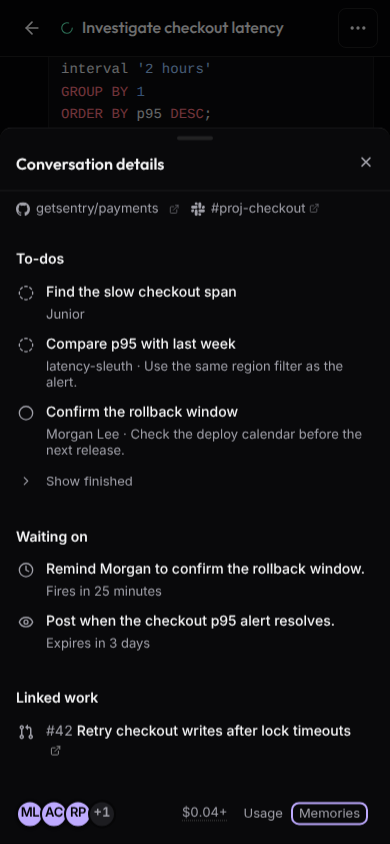 Investigate checkout latency
interval '2 hours'
GROUP BY 1
ORDER BY p95 DESC;
Conversation details
getsentry/payments #proj-checkout
To-dos
Find the slow checkout span
Junior
Compare p95 with last week
latency-sleuth · Use the same region filter as the
alert.
Confirm the rollback window
Morgan Lee · Check the deploy calendar before the
next release.
Show finished
Waiting on
Remind Morgan to confirm the rollback window.
Fires in 25 minutes
Post when the checkout p95 alert resolves.
Expires in 3 days
Linked work
#42 Retry checkout writes after lock timeouts
ML AC RP +1 $0.04+ Usage Memories